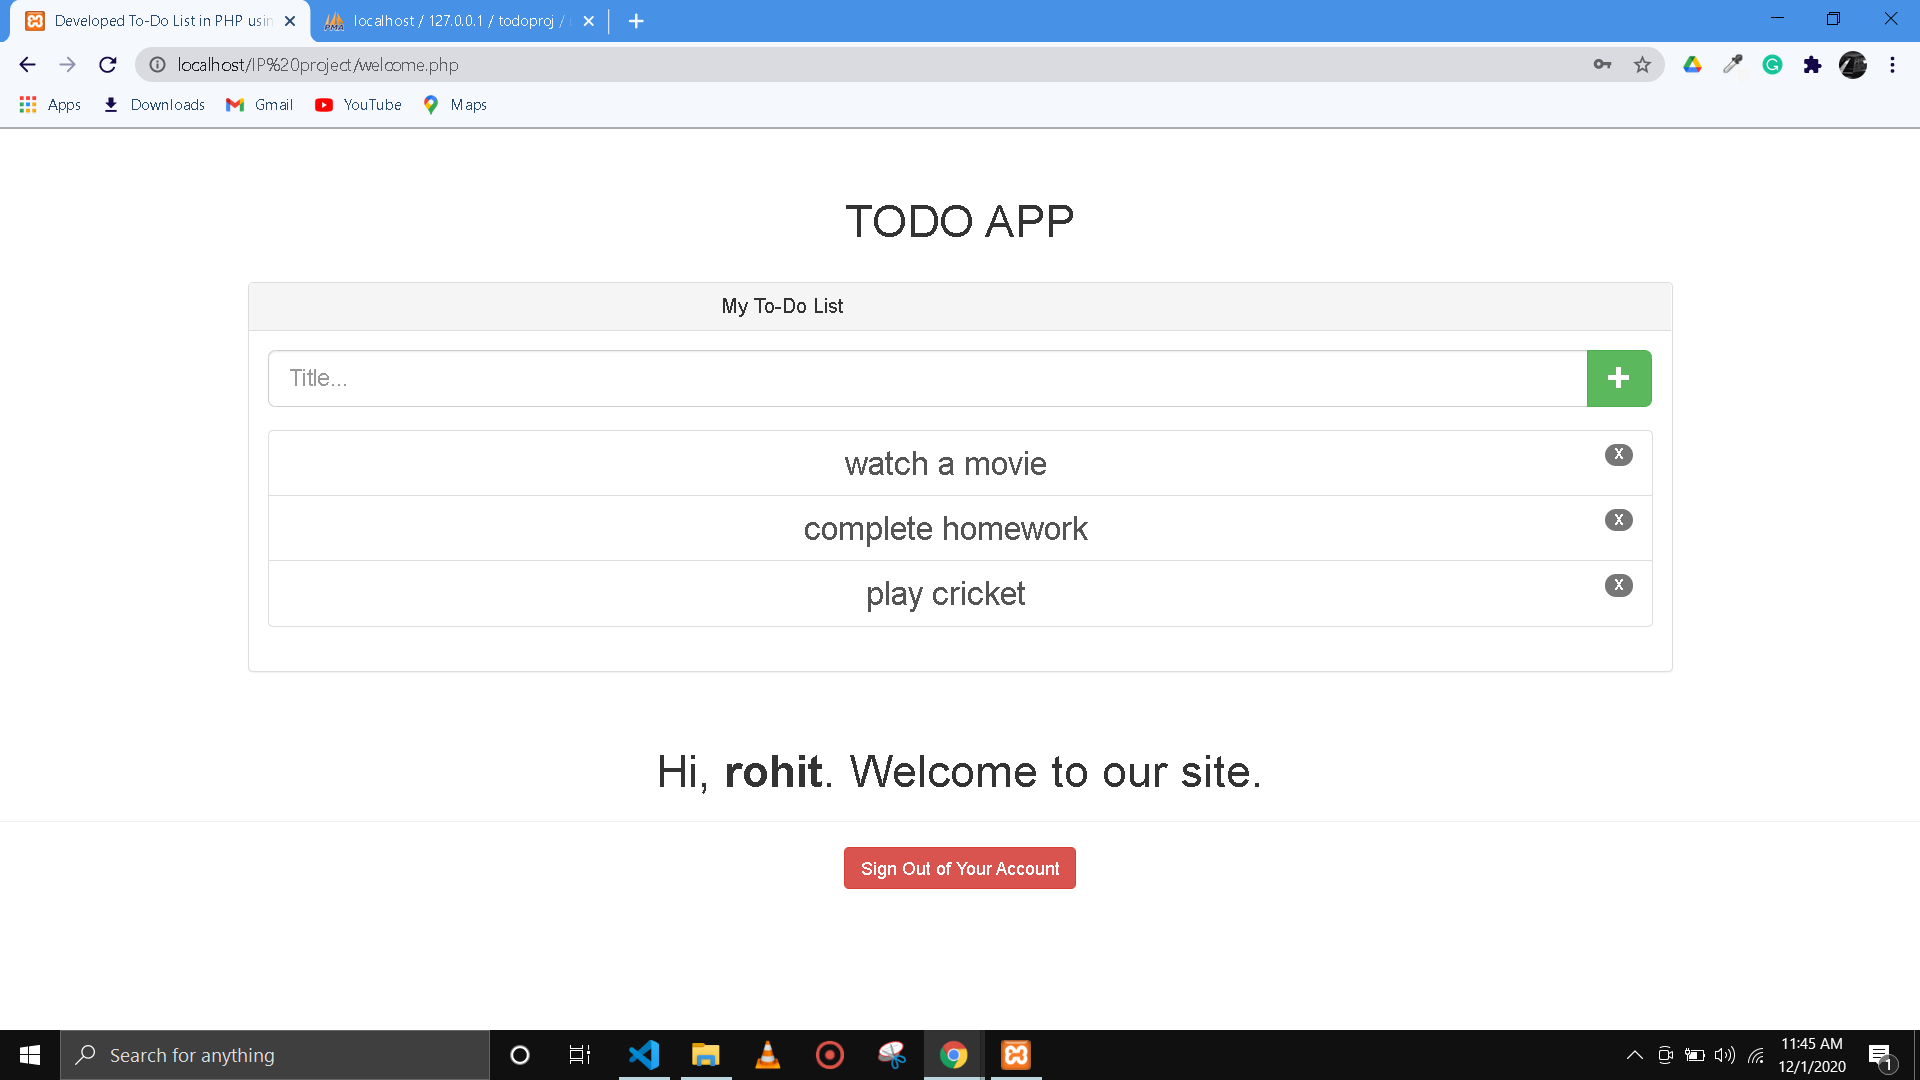 Developed To-Do List in PHP usin
localhost / 127.0.0.1 / todoproj /
localhost/IP%20project/welcome.php
Apps Downloads Gmail YouTube Maps
TODO APP
My To-Do List
Title...
watch a movie X
complete homework X
play cricket X
Hi, rohit. Welcome to our site.
Sign Out of Your Account
Search for anything
11:45 AM
12/1/2020
1